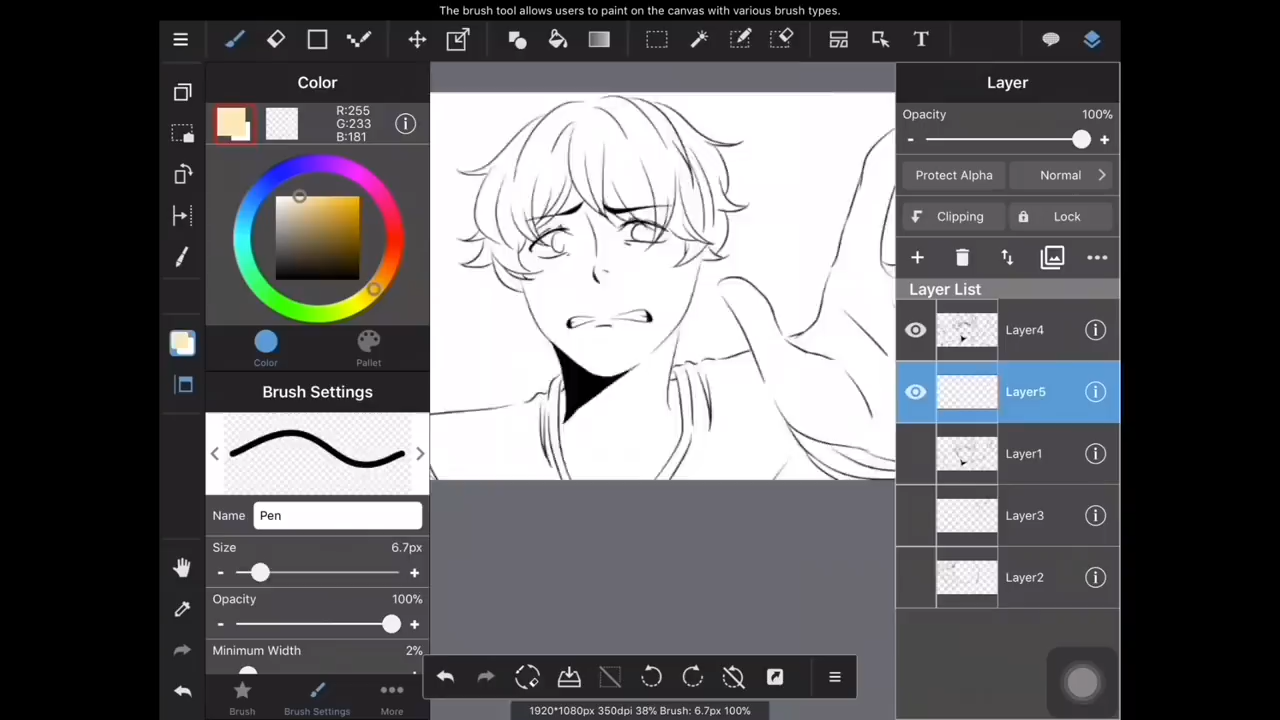 The brush tool allows users to paint on the canvas with various brush types.
T
Color
R:255
G:233
B:181
Color
Pallet
Brush Settings
Name Pen
Size 6.7px
- +
Opacity 100%
- +
Minimum Width 2%
Brush
Brush Settings
More
Layer
Opacity 100%
- +
Protect Alpha
Normal
Clipping
Lock
Layer List
Layer4
Layer5
Layer1
Layer3
Layer2
1920*1080px 350dpi 38% Brush: 6.7px 100%